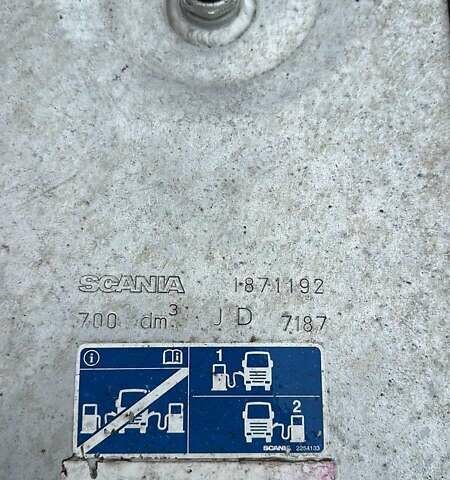 SCANIA 1871192
700 dm³ J D 7187
1
2
SCANIA 2254133